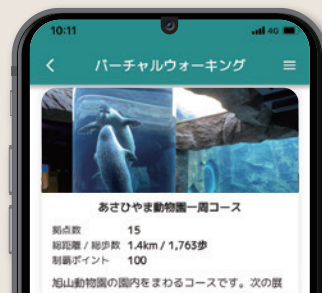 10:11
4G
バーチャルウォーキング
あさひやま動物園一周コース
拠点数 15
総距離 / 総歩数 1.4km / 1,763歩
制覇ポイント 100
旭山動物園の園内をまわるコースです。次の展